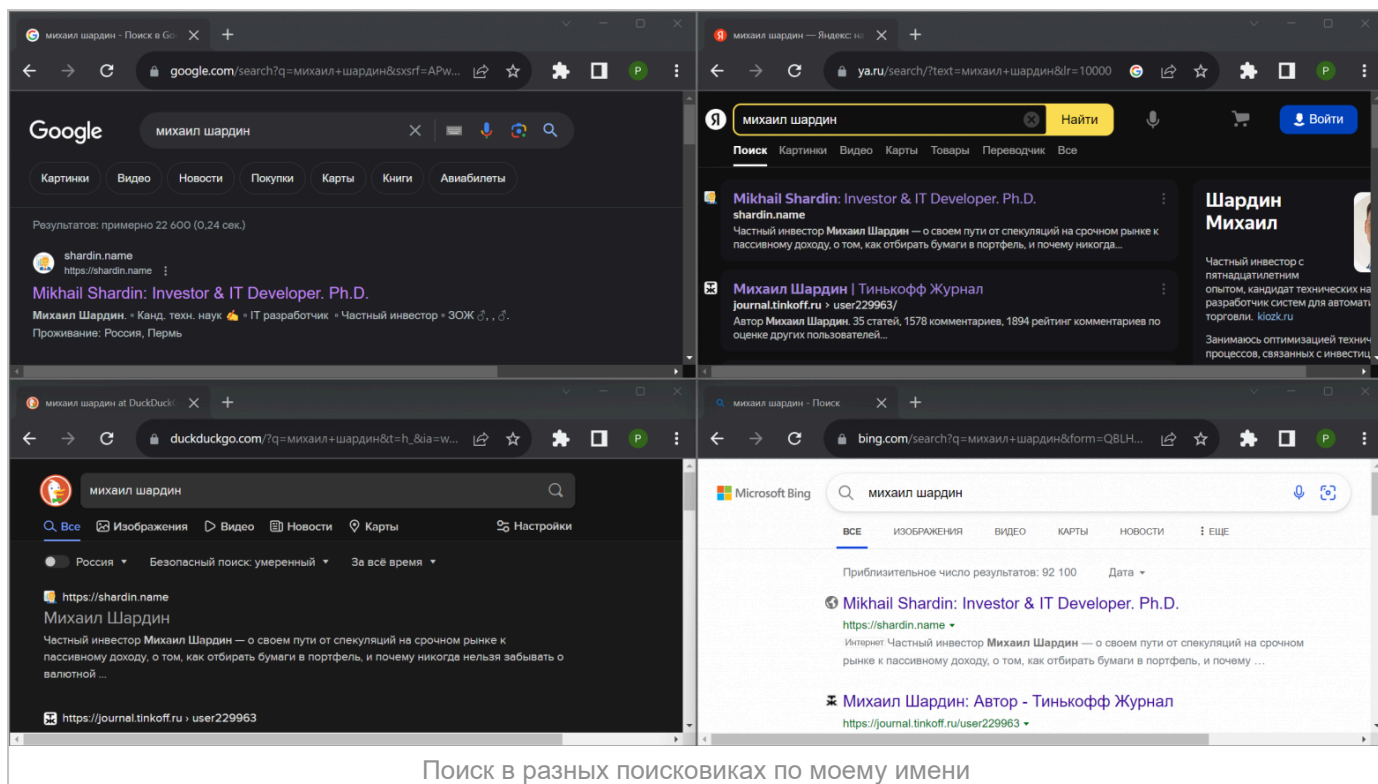 михаил шардин - Поиск в Go
google.com/search?q=михаил+шардин&sxsrf=APw...
P
Google
михаил шардин
Картинки Видео Новости Покупки Карты Книги Авиабилеты
Результатов: примерно 22 600 (0,24 сек.)
shardin.name
https://shardin.name
Mikhail Shardin: Investor & IT Developer. Ph.D.
Михаил Шардин. ▫ Канд. техн. наук ✍ ▫ IT разработчик ▫ Частный инвестор ▫ ЗОЖ ♂, , ♂.
Проживание: Россия, Пермь
михаил шардин — Яндекс: на
ya.ru/search/?text=михаил+шардин&lr=10000
P
Я
михаил шардин
Найти
Войти
Поиск Картинки Видео Карты Товары Переводчик Все
Mikhail Shardin: Investor & IT Developer. Ph.D.
shardin.name
Частный инвестор Михаил Шардин — о своем пути от спекуляций на срочном рынке к
пассивному доходу, о том, как отбирать бумаги в портфель, и почему никогда...
Михаил Шардин | Тинькофф Журнал
journal.tinkoff.ru › user229963/
Автор Михаил Шардин. 35 статей, 1578 комментариев, 1894 рейтинг комментариев по
оценке других пользователей...
Шардин
Михаил
Частный инвестор с
пятнадцатилетним
опытом, кандидат технических на
разработчик систем для автомати
торговли. kiozk.ru
Занимаюсь оптимизацией технич
процессов, связанных с инвестиц
михаил шардин at DuckDuck
duckduckgo.com/?q=михаил+шардин&t=h_&ia=w...
P
михаил шардин
Все Изображения Видео Новости Карты Настройки
Россия Безопасный поиск: умеренный За всё время
https://shardin.name
Михаил Шардин
Частный инвестор Михаил Шардин — о своем пути от спекуляций на срочном рынке к
пассивному доходу, о том, как отбирать бумаги в портфель, и почему никогда нельзя забывать о
валютной ...
https://journal.tinkoff.ru › user229963
михаил шардин - Поиск
bing.com/search?q=михаил+шардин&form=QBLH...
P
Microsoft Bing
михаил шардин
ВСЕ ИЗОБРАЖЕНИЯ ВИДЕО КАРТЫ НОВОСТИ ЕЩЕ
Приблизительное число результатов: 92 100 Дата
Mikhail Shardin: Investor & IT Developer. Ph.D.
https://shardin.name
Интернет Частный инвестор Михаил Шардин — о своем пути от спекуляций на срочном
рынке к пассивному доходу, о том, как отбирать бумаги в портфель, и почему …
Михаил Шардин: Автор - Тинькофф Журнал
https://journal.tinkoff.ru/user229963
Поиск в разных поисковиках по моему имени